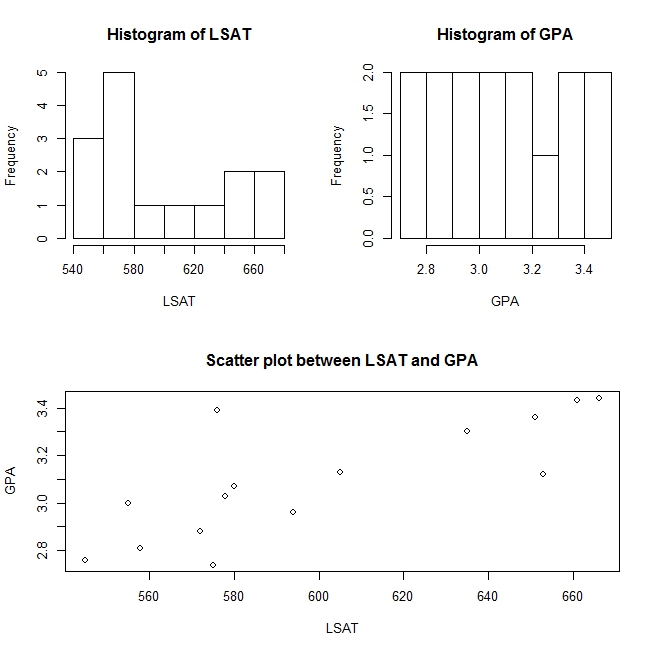 Histogram of LSAT
Frequency
0 1 2 3 4 5
540 580 620 660
LSAT
Histogram of GPA
Frequency
0.0 0.5 1.0 1.5 2.0
2.8 3.0 3.2 3.4
GPA
Scatter plot between LSAT and GPA
GPA
2.8 3.0 3.2 3.4
560 580 600 620 640 660
LSAT